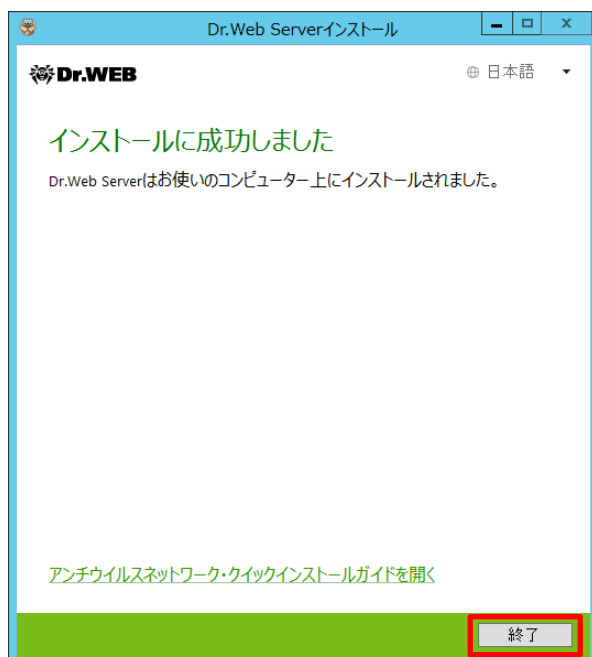 Dr.Web Serverインストール
Dr.WEB
日本語
インストールに成功しました
Dr.Web Serverはお使いのコンピューター上にインストールされました。
アンチウイルスネットワーク・クイックインストールガイドを開く
終了